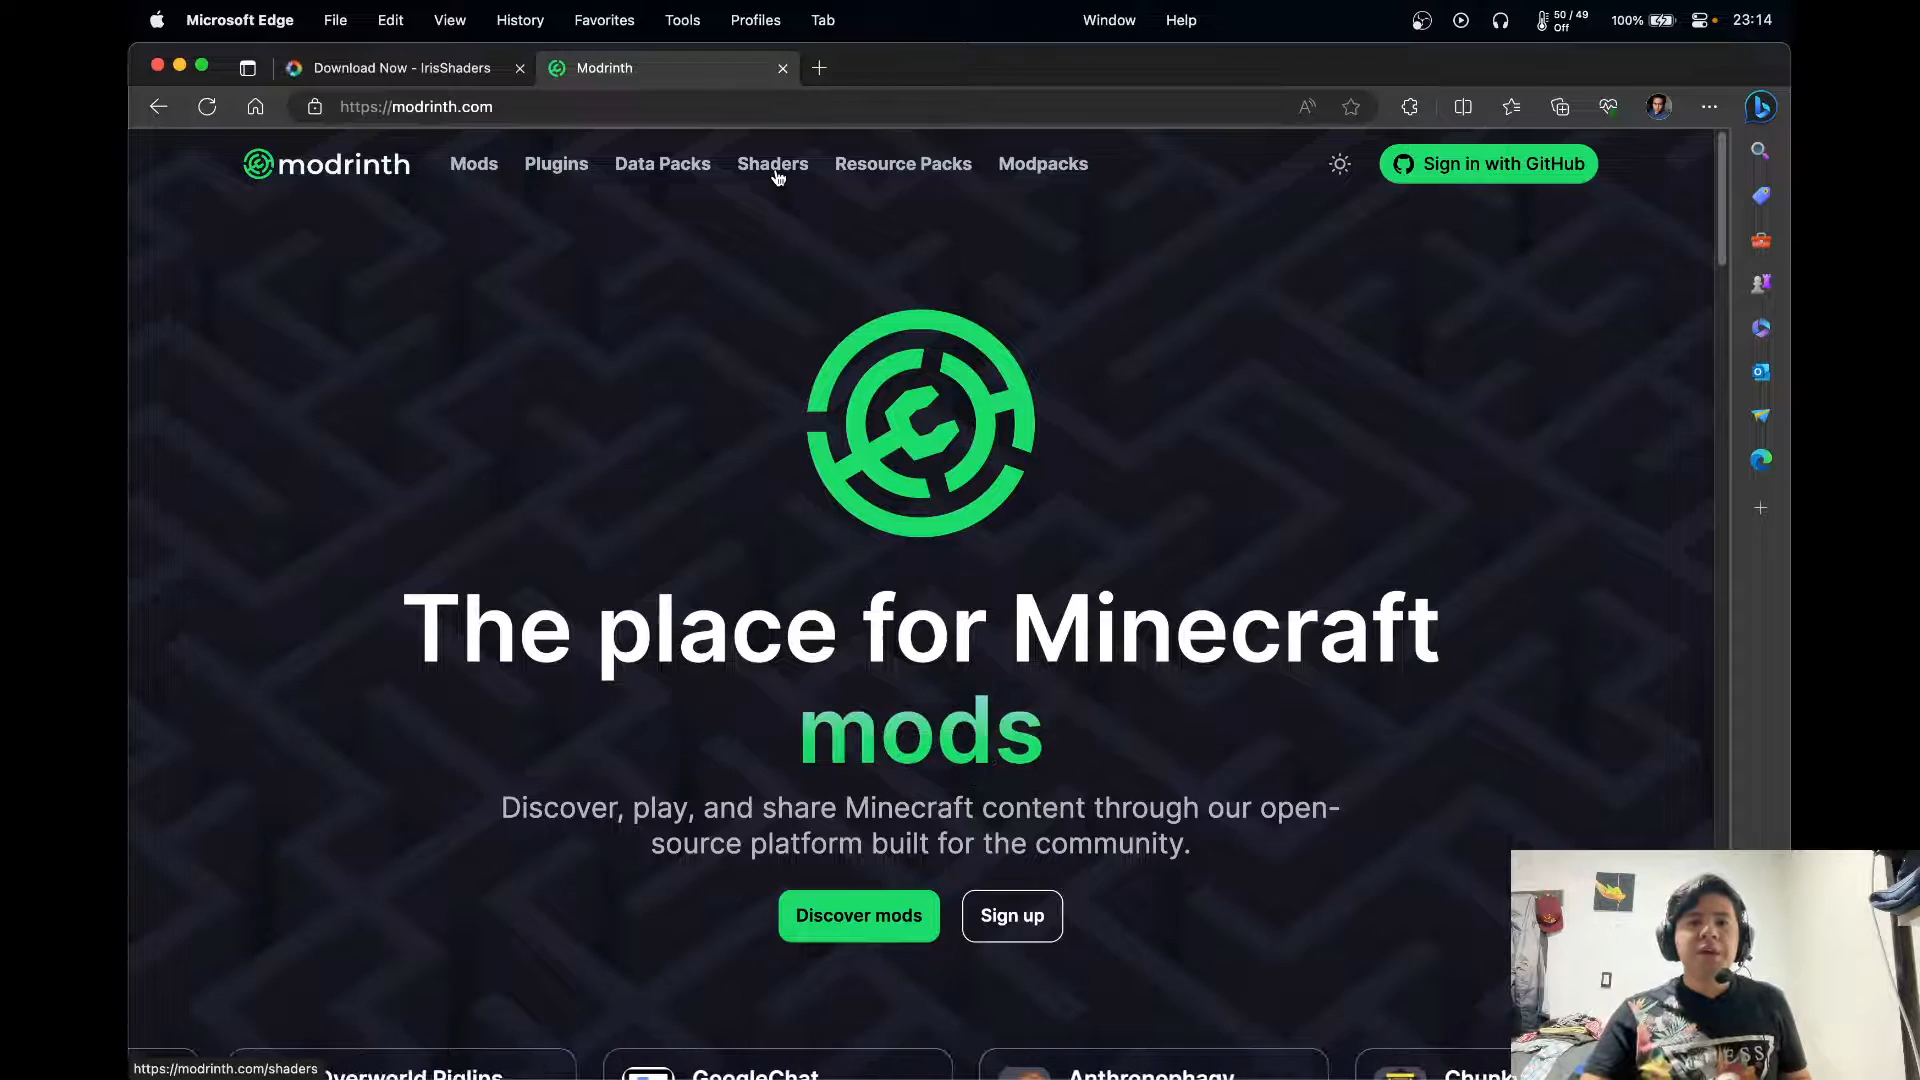 Microsoft Edge File Edit View History Favorites Tools Profiles Tab Window Help 50 / 49 Off 100% 23:14
Download Now - IrisShaders Modrinth
https://modrinth.com
modrinth Mods Plugins Data Packs Shaders Resource Packs Modpacks Sign in with GitHub
The place for Minecraft
mods
Discover, play, and share Minecraft content through our open-
source platform built for the community.
Discover mods Sign up
https://modrinth.com/shaders
GoogleChat
Anthropophagy